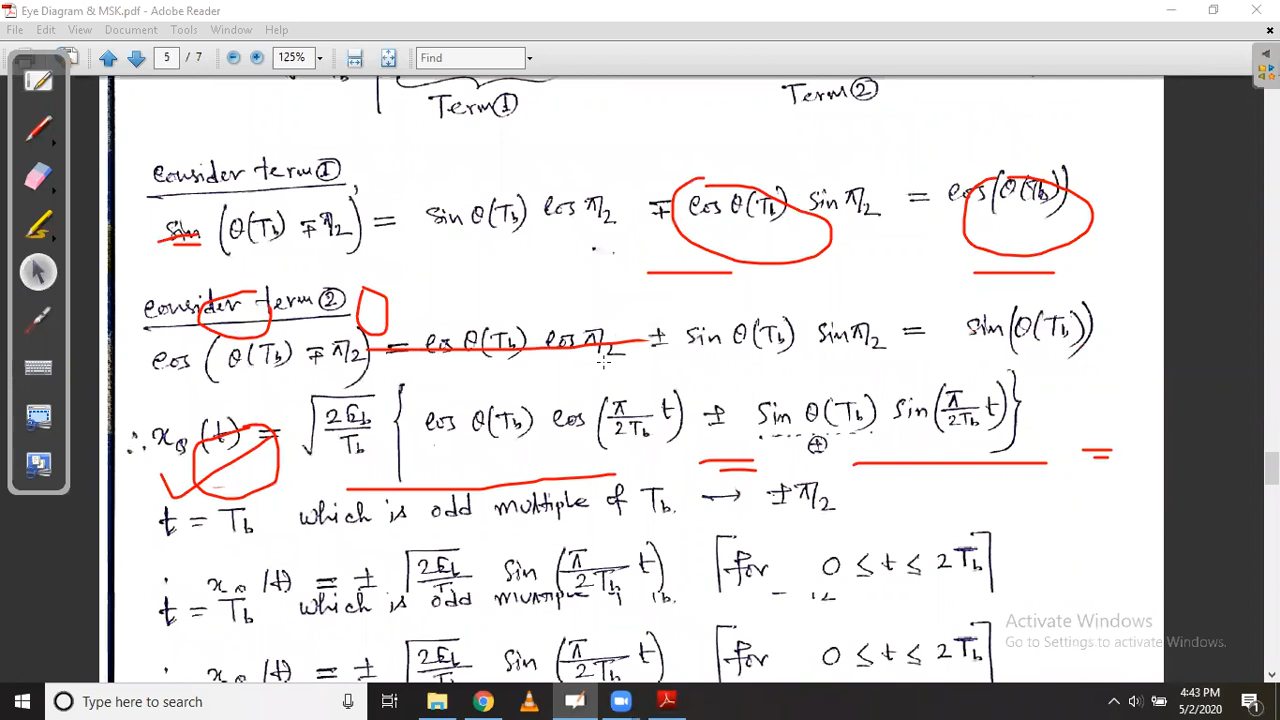 Eye Diagram & MSK.pdf - Adobe Reader
File Edit View Document Tools Window Help
5 / 7 125% Find
Term ① Term ②
consider term ①,
sin (θ(Tb) ∓ π/2) = sin θ(Tb) cos π/2 ∓ cos θ(Tb) sin π/2 = cos(θ(Tb))
consider term ②
cos (θ(Tb) ∓ π/2) = cos θ(Tb) cos π/2 ± sin θ(Tb) sin π/2 = sin(θ(Tb))
∴ xQ(t) = √(2Eb/Tb) { cos θ(Tb) cos(π/2Tb t) ± sin θ(Tb) sin(π/2Tb t) }
(+)
t = Tb which is odd multiple of Tb ↔ ±π/2
∴ xQ(t) = ± √(2Eb/T) sin (π/2Tb t) [for 0 ≤ t ≤ 2Tb]
t = Tb which is odd multiple
∴ xQ(t) = ± √(2Eb/T) sin (π/2Tb t) [for 0 ≤ t ≤ 2Tb]
Activate Windows
Go to Settings to activate Windows.
Type here to search
4:43 PM
5/2/2020